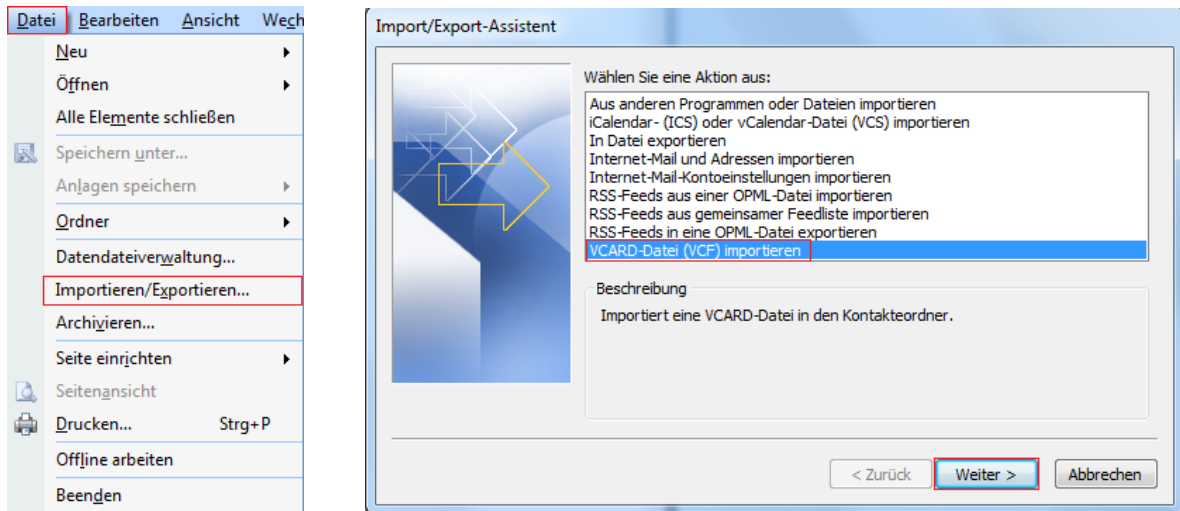 Datei Bearbeiten Ansicht Wech
Neu
Öffnen
Alle Elemente schließen
Speichern unter...
Anlagen speichern
Ordner
Datendateiverwaltung...
Importieren/Exportieren...
Archivieren...
Seite einrichten
Seitenansicht
Drucken... Strg+P
Offline arbeiten
Beenden
Import/Export-Assistent
Wählen Sie eine Aktion aus:
Aus anderen Programmen oder Dateien importieren
iCalendar- (ICS) oder vCalendar-Datei (VCS) importieren
In Datei exportieren
Internet-Mail und Adressen importieren
Internet-Mail-Kontoeinstellungen importieren
RSS-Feeds aus einer OPML-Datei importieren
RSS-Feeds aus gemeinsamer Feedliste importieren
RSS-Feeds in eine OPML-Datei exportieren
VCARD-Datei (VCF) importieren
Beschreibung
Importiert eine VCARD-Datei in den Kontakteordner.
< Zurück Weiter > Abbrechen